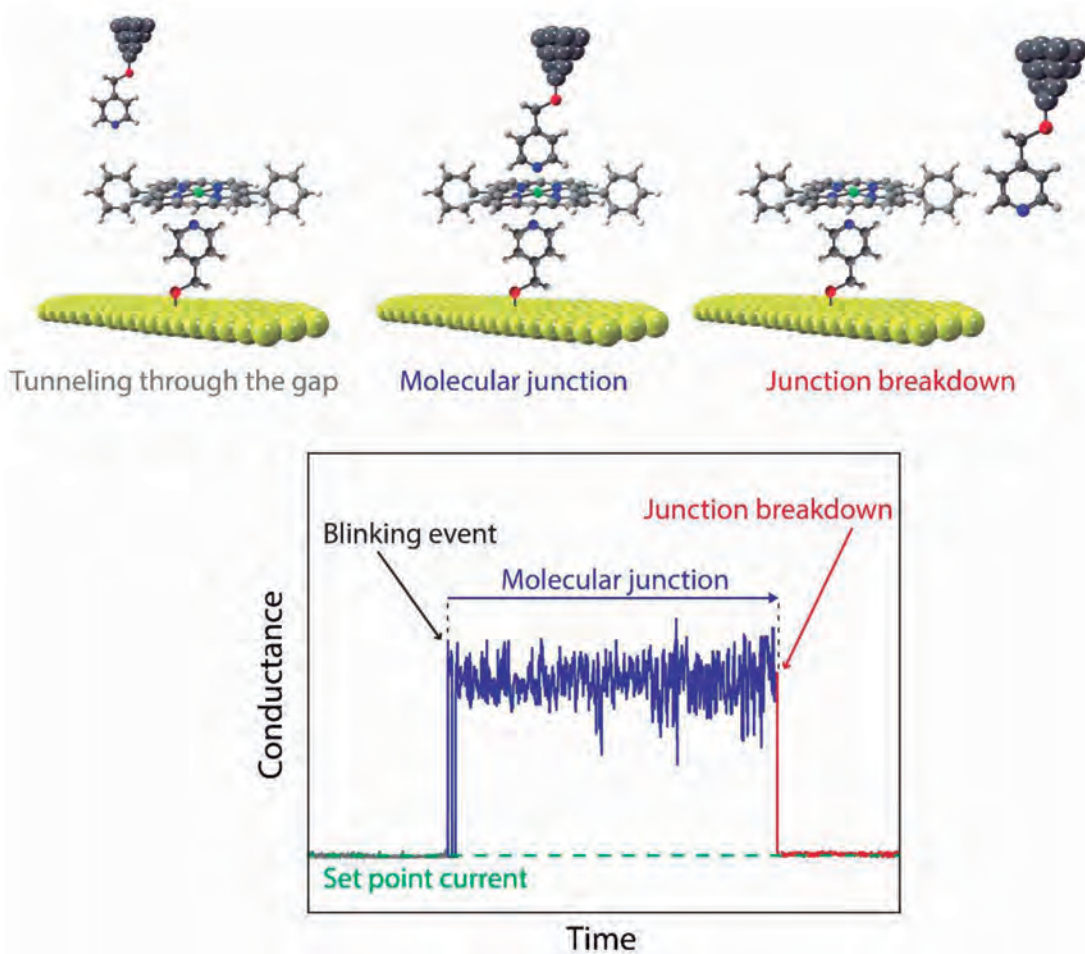 Tunneling through the gap
Molecular junction
Junction breakdown
Junction breakdown
Blinking event
Molecular junction
Conductance
Set point current
Time